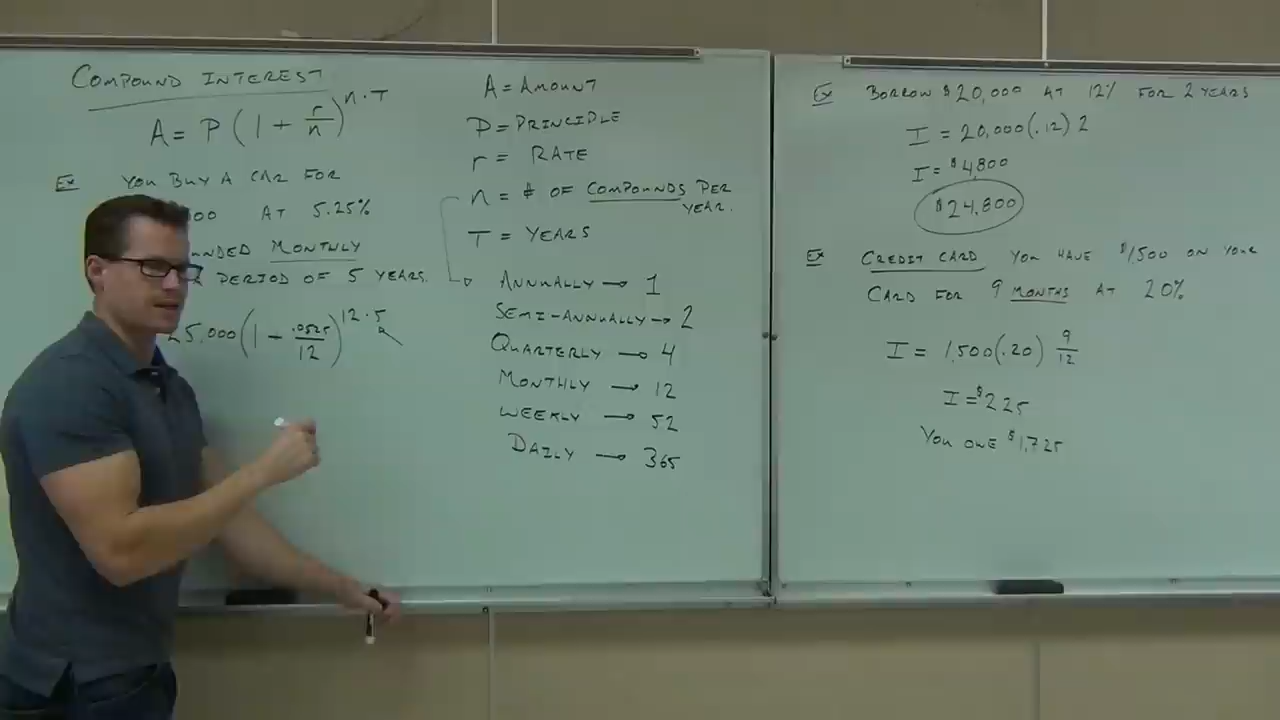 COMPOUND INTEREST
A = P(1 + r/n)^n·T
Ex YOU BUY A CAR FOR
00 AT 5.25%
NDED MONTHLY
PERIOD OF 5 YEARS.
25,000(1 - .0525/12)^12·5
A = AMOUNT
P = PRINCIPLE
r = RATE
n = # OF COMPOUNDS PER
YEAR.
T = YEARS
ANNUALLY → 1
SEMI-ANNUALLY → 2
QUARTERLY → 4
MONTHLY → 12
WEEKLY → 52
DAILY → 365
Ex BORROW $20,000 AT 12% FOR 2 YEARS
I = 20,000(.12)2
I = $4,800
$24,800
Ex CREDIT CARD YOU HAVE $1500 ON YOUR
CARD FOR 9 MONTHS AT 20%
I = 1,500(.20) 9/12
I = $225
YOU OWE $1,725